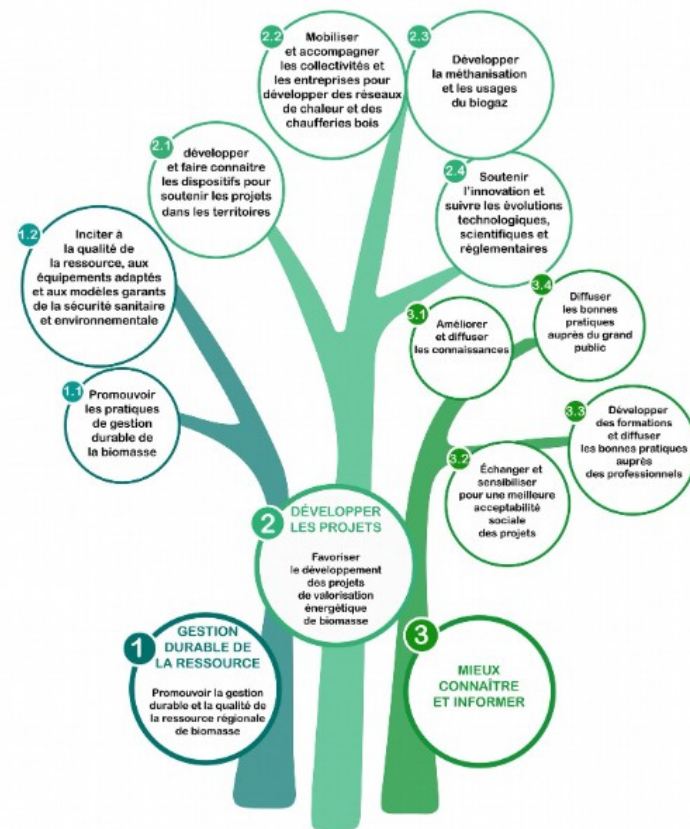 2.2
Mobiliser
et accompagner
les collectivités et
les entreprises pour
développer des réseaux
de chaleur et des
chaufferies bois
2.3
Développer
la méthanisation
et les usages
du biogaz
2.1
développer
et faire connaitre
les dispositifs pour
soutenir les projets
dans les territoires
2.4
Soutenir
l'innovation et
suivre les évolutions
technologiques,
scientifiques et
règlementaires
1.2
Inciter à
la qualité de
la ressource, aux
équipements adaptés
et aux modèles garants
de la sécurité sanitaire
et environnementale
3.1
Améliorer
et diffuser
les connaissances
3.4
Diffuser
les bonnes
pratiques
auprès du grand
public
1.1
Promouvoir
les pratiques
de gestion
durable de
la biomasse
3.2
Échanger et
sensibiliser
pour une meilleure
acceptabilité
sociale
des projets
3.3
Développer
des formations
et diffuser
les bonnes pratiques
auprès
des professionnels
2
DÉVELOPPER
LES PROJETS
Favoriser
le développement
des projets
de valorisation
énergétique
de biomasse
1
GESTION
DURABLE DE
LA RESSOURCE
Promouvoir la gestion
durable et la qualité de
la ressource régionale
de biomasse
3
MIEUX
CONNAÎTRE
ET INFORMER